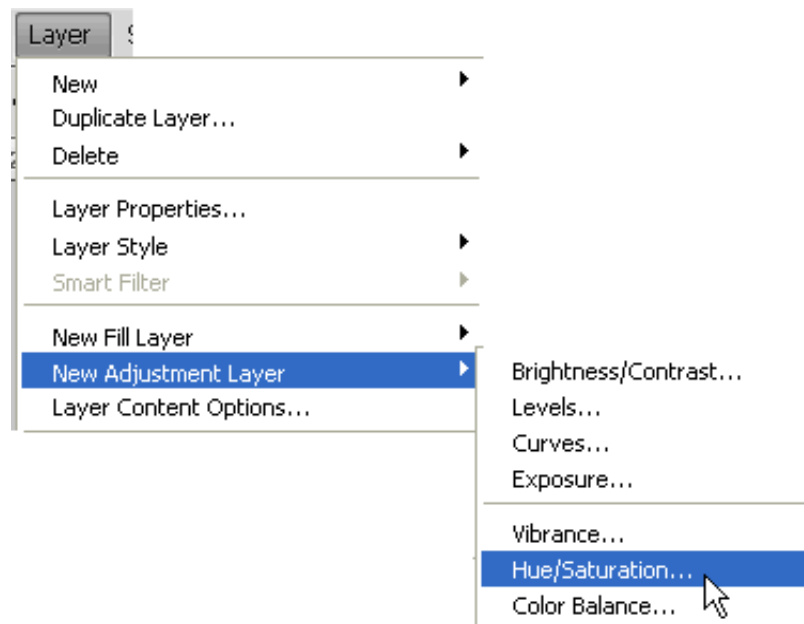 Layer
New
Duplicate Layer...
Delete
Layer Properties...
Layer Style
Smart Filter
New Fill Layer
New Adjustment Layer
Layer Content Options...
Brightness/Contrast...
Levels...
Curves...
Exposure...
Vibrance...
Hue/Saturation...
Color Balance...